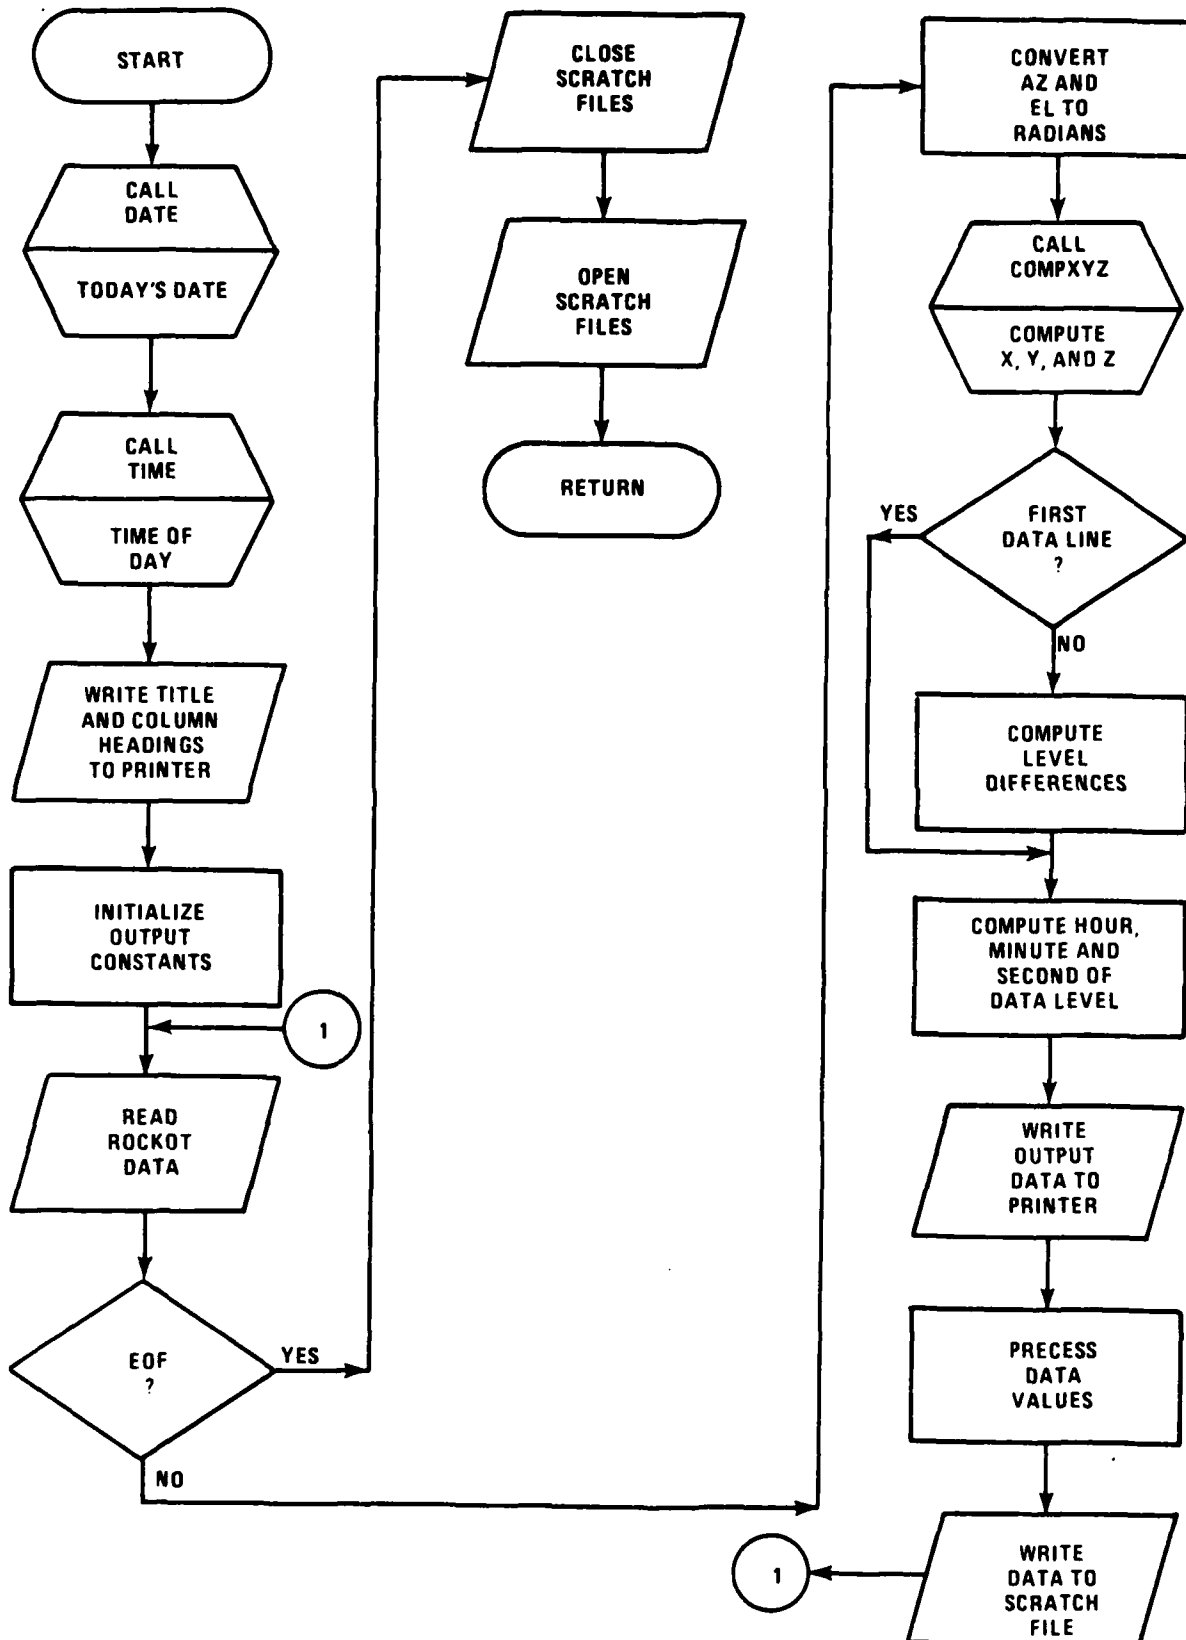 START
CALL
DATE
TODAY'S DATE
CALL
TIME
TIME OF
DAY
WRITE TITLE
AND COLUMN
HEADINGS
TO PRINTER
INITIALIZE
OUTPUT
CONSTANTS
1
READ
ROCKOT
DATA
EOF
?
YES
NO
CLOSE
SCRATCH
FILES
OPEN
SCRATCH
FILES
RETURN
CONVERT
AZ AND
EL TO
RADIANS
CALL
COMPXYZ
COMPUTE
X, Y, AND Z
YES
FIRST
DATA LINE
?
NO
COMPUTE
LEVEL
DIFFERENCES
COMPUTE HOUR,
MINUTE AND
SECOND OF
DATA LEVEL
WRITE
OUTPUT
DATA TO
PRINTER
PRECESS
DATA
VALUES
WRITE
DATA TO
SCRATCH
FILE
1